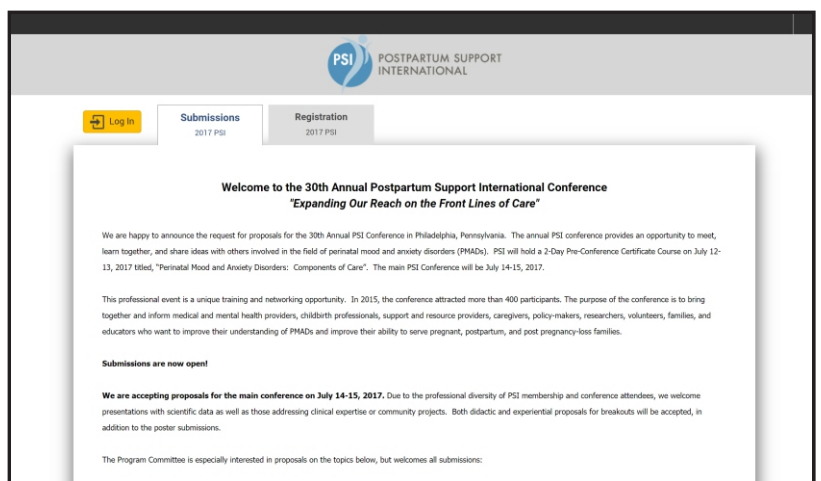 PSI
POSTPARTUM SUPPORT
INTERNATIONAL
Log In
Submissions
2017 PSI
Registration
2017 PSI
Welcome to the 30th Annual Postpartum Support International Conference
"Expanding Our Reach on the Front Lines of Care"
We are happy to announce the request for proposals for the 30th Annual PSI Conference in Philadelphia, Pennsylvania.  The annual PSI conference provides an opportunity to meet,
learn together, and share ideas with others involved in the field of perinatal mood and anxiety disorders (PMADs).  PSI will hold a 2-Day Pre-Conference Certificate Course on July 12-
13, 2017 titled, "Perinatal Mood and Anxiety Disorders:  Components of Care".  The main PSI Conference will be July 14-15, 2017.
This professional event is a unique training and networking opportunity.  In 2015, the conference attracted more than 400 participants. The purpose of the conference is to bring
together and inform medical and mental health providers, childbirth professionals, support and resource providers, caregivers, policy-makers, researchers, volunteers, families, and
educators who want to improve their understanding of PMADs and improve their ability to serve pregnant, postpartum, and post pregnancy-loss families.
Submissions are now open!
We are accepting proposals for the main conference on July 14-15, 2017. Due to the professional diversity of PSI membership and conference attendees, we welcome
presentations with scientific data as well as those addressing clinical expertise or community projects.  Both didactic and experiential proposals for breakouts will be accepted, in
addition to the poster submissions.
The Program Committee is especially interested in proposals on the topics below, but welcomes all submissions: